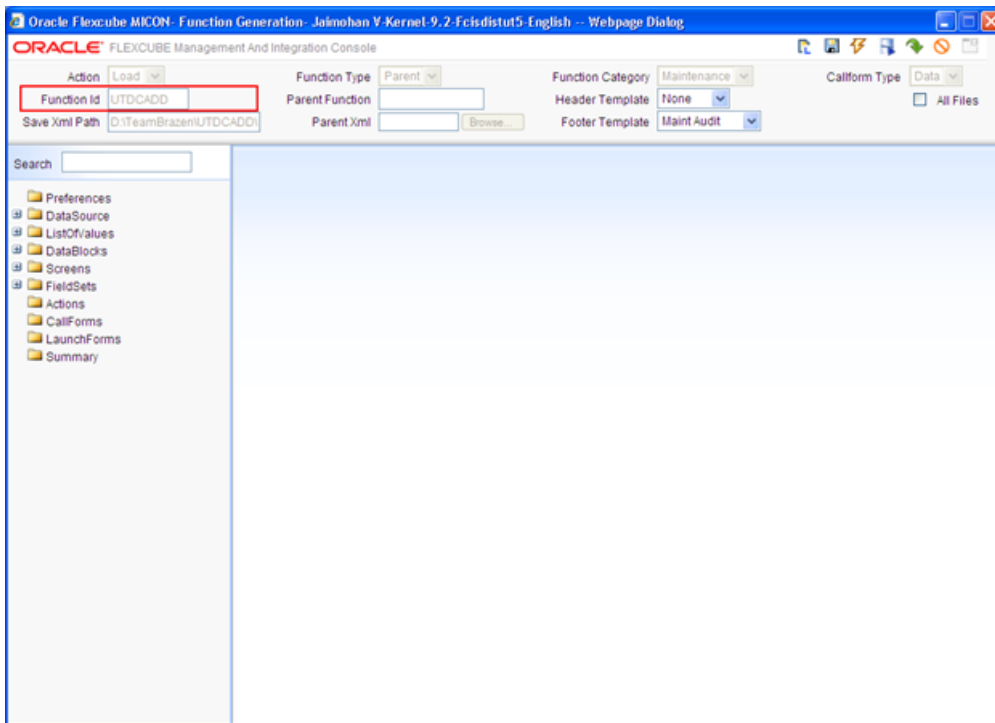 Oracle Flexcube MICON- Function Generation- Jaimohan V-Kernel-9.2-Fcisdistut5-English -- Webpage Dialog
ORACLE FLEXCUBE Management And Integration Console
Action Load Function Type Parent Function Category Maintenance Callform Type Data
Function Id UTDCADD Parent Function Header Template None All Files
Save Xml Path D:\TeamBrazen\UTDCADD\ Parent Xml Browse... Footer Template Maint Audit
Search
Preferences
DataSource
ListOfValues
DataBlocks
Screens
FieldSets
Actions
CallForms
LaunchForms
Summary